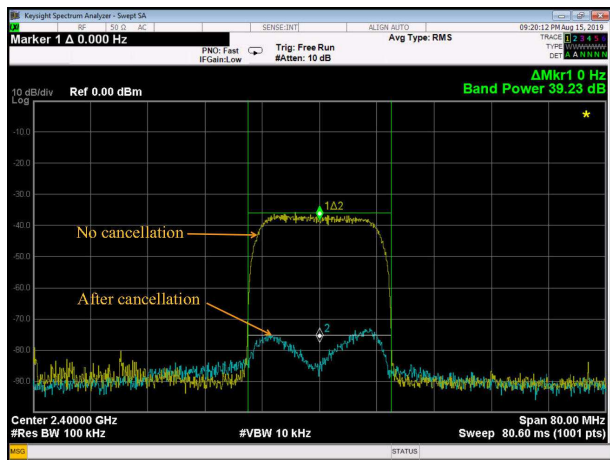 Keysight Spectrum Analyzer - Swept SA
RF 50 Ω AC SENSE:INT ALIGN AUTO 09:20:12 PM Aug 15, 2019
Marker 1 Δ 0.000 Hz
PNO: Fast
IFGain:Low
Trig: Free Run
#Atten: 10 dB
Avg Type: RMS
TRACE 1 2 3 4 5 6
TYPE
DET A A N N N N
ΔMkr1 0 Hz
Band Power 39.23 dB
10 dB/div Ref 0.00 dBm
Log
-10.0
-20.0
-30.0
-40.0
-50.0
-60.0
-70.0
-80.0
-90.0
1Δ2
No cancellation
After cancellation
2
Center 2.40000 GHz
Span 80.00 MHz
#Res BW 100 kHz
#VBW 10 kHz
Sweep 80.60 ms (1001 pts)
MSG
STATUS